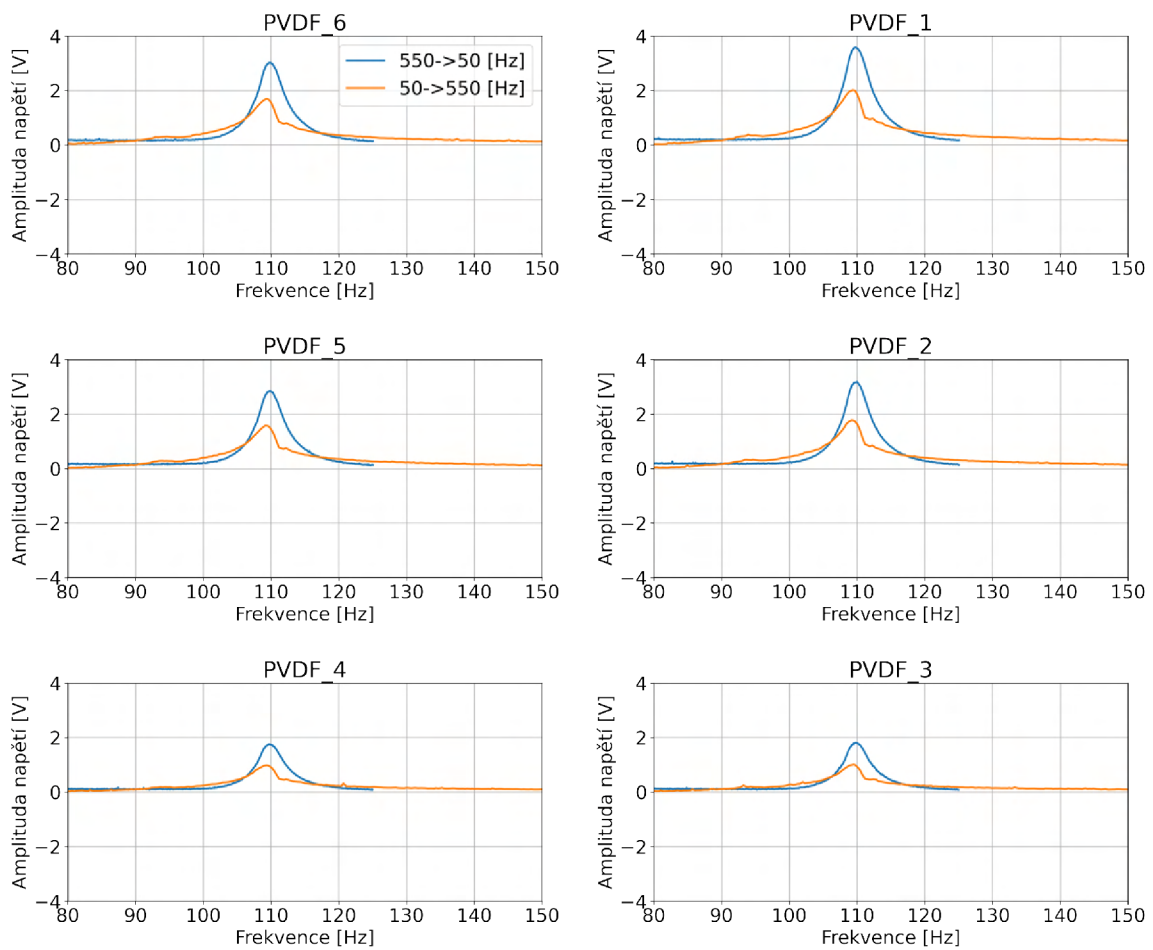 PVDF_6
4
2
0
−2
−4
Amplituda napětí [V]
550->50 [Hz]
50->550 [Hz]
80 90 100 110 120 130 140 150
Frekvence [Hz]
PVDF_1
4
2
0
−2
−4
Amplituda napětí [V]
80 90 100 110 120 130 140 150
Frekvence [Hz]
PVDF_5
4
2
0
−2
−4
Amplituda napětí [V]
80 90 100 110 120 130 140 150
Frekvence [Hz]
PVDF_2
4
2
0
−2
−4
Amplituda napětí [V]
80 90 100 110 120 130 140 150
Frekvence [Hz]
PVDF_4
4
2
0
−2
−4
Amplituda napětí [V]
80 90 100 110 120 130 140 150
Frekvence [Hz]
PVDF_3
4
2
0
−2
−4
Amplituda napětí [V]
80 90 100 110 120 130 140 150
Frekvence [Hz]